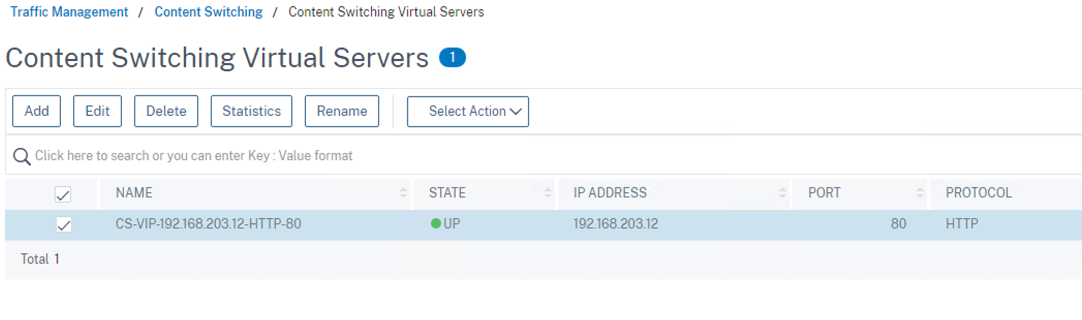 Traffic Management / Content Switching / Content Switching Virtual Servers
Content Switching Virtual Servers 1
Add Edit Delete Statistics Rename Select Action
Click here to search or you can enter Key : Value format
NAME STATE IP ADDRESS PORT PROTOCOL
CS-VIP-192.168.203.12-HTTP-80 UP 192.168.203.12 80 HTTP
Total 1